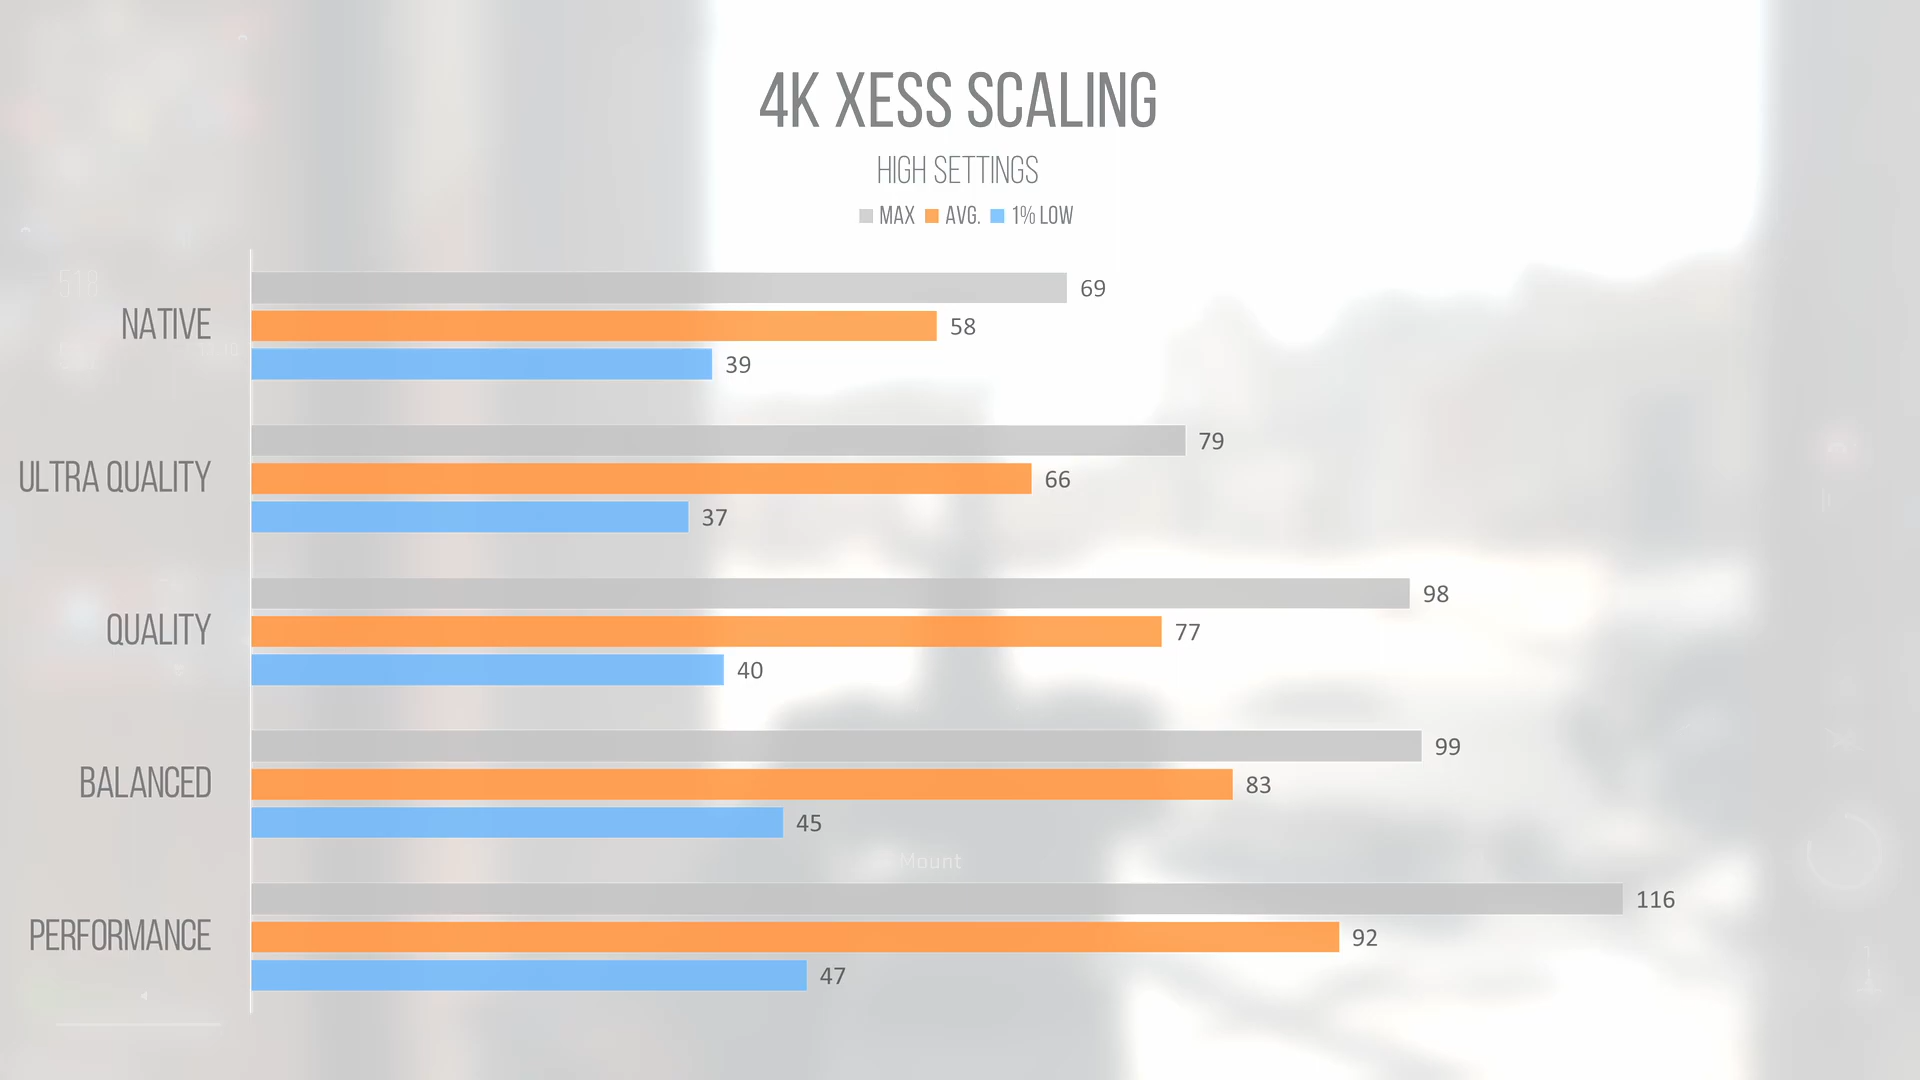 4K XESS SCALING
HIGH SETTINGS
MAX AVG. 1% LOW
NATIVE
69
58
39
ULTRA QUALITY
79
66
37
QUALITY
98
77
40
BALANCED
99
83
45
Mount
PERFORMANCE
116
92
47